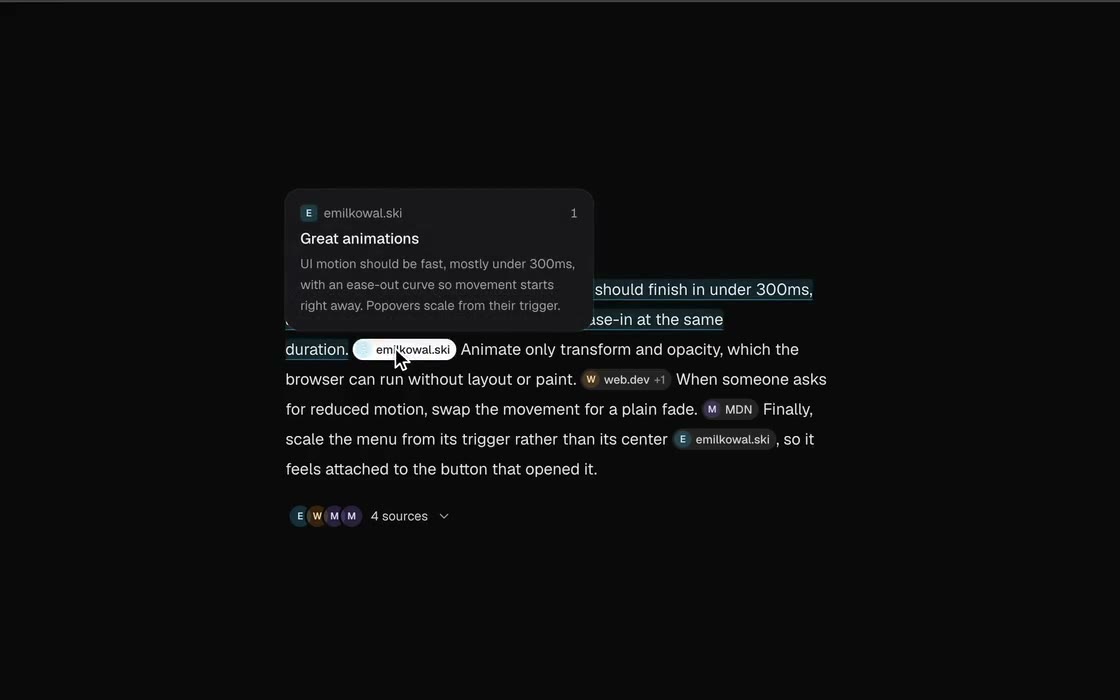 E emilkowal.ski 1
Great animations
UI motion should be fast, mostly under 300ms,
with an ease-out curve so movement starts
right away. Popovers scale from their trigger.
should finish in under 300ms,
ase-in at the same
duration. emilkowal.ski Animate only transform and opacity, which the
browser can run without layout or paint. W web.dev +1 When someone asks
for reduced motion, swap the movement for a plain fade. M MDN Finally,
scale the menu from its trigger rather than its center E emilkowal.ski, so it
feels attached to the button that opened it.
E W M M 4 sources